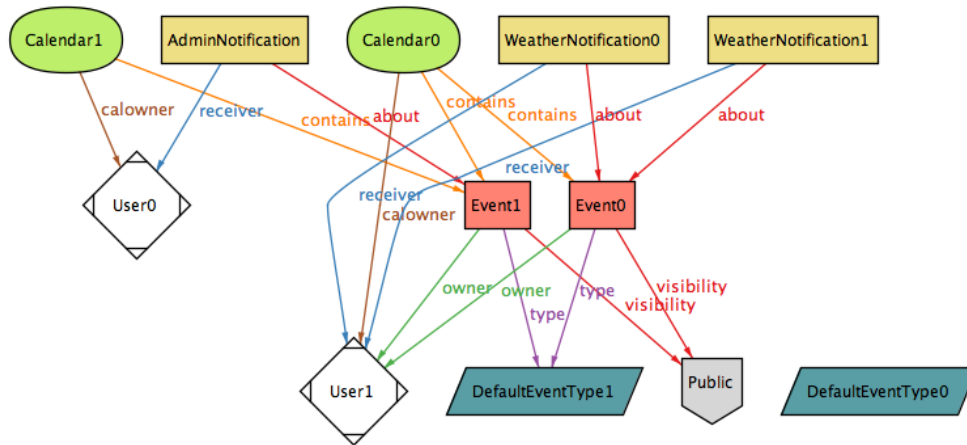 Calendar1
AdminNotification
Calendar0
WeatherNotification0
WeatherNotification1
calowner
receiver
contains
about
contains
contains
about
about
receiver
receiver
calowner
User0
Event1
Event0
owner
owner
type
type
visibility
visibility
User1
DefaultEventType1
Public
DefaultEventType0